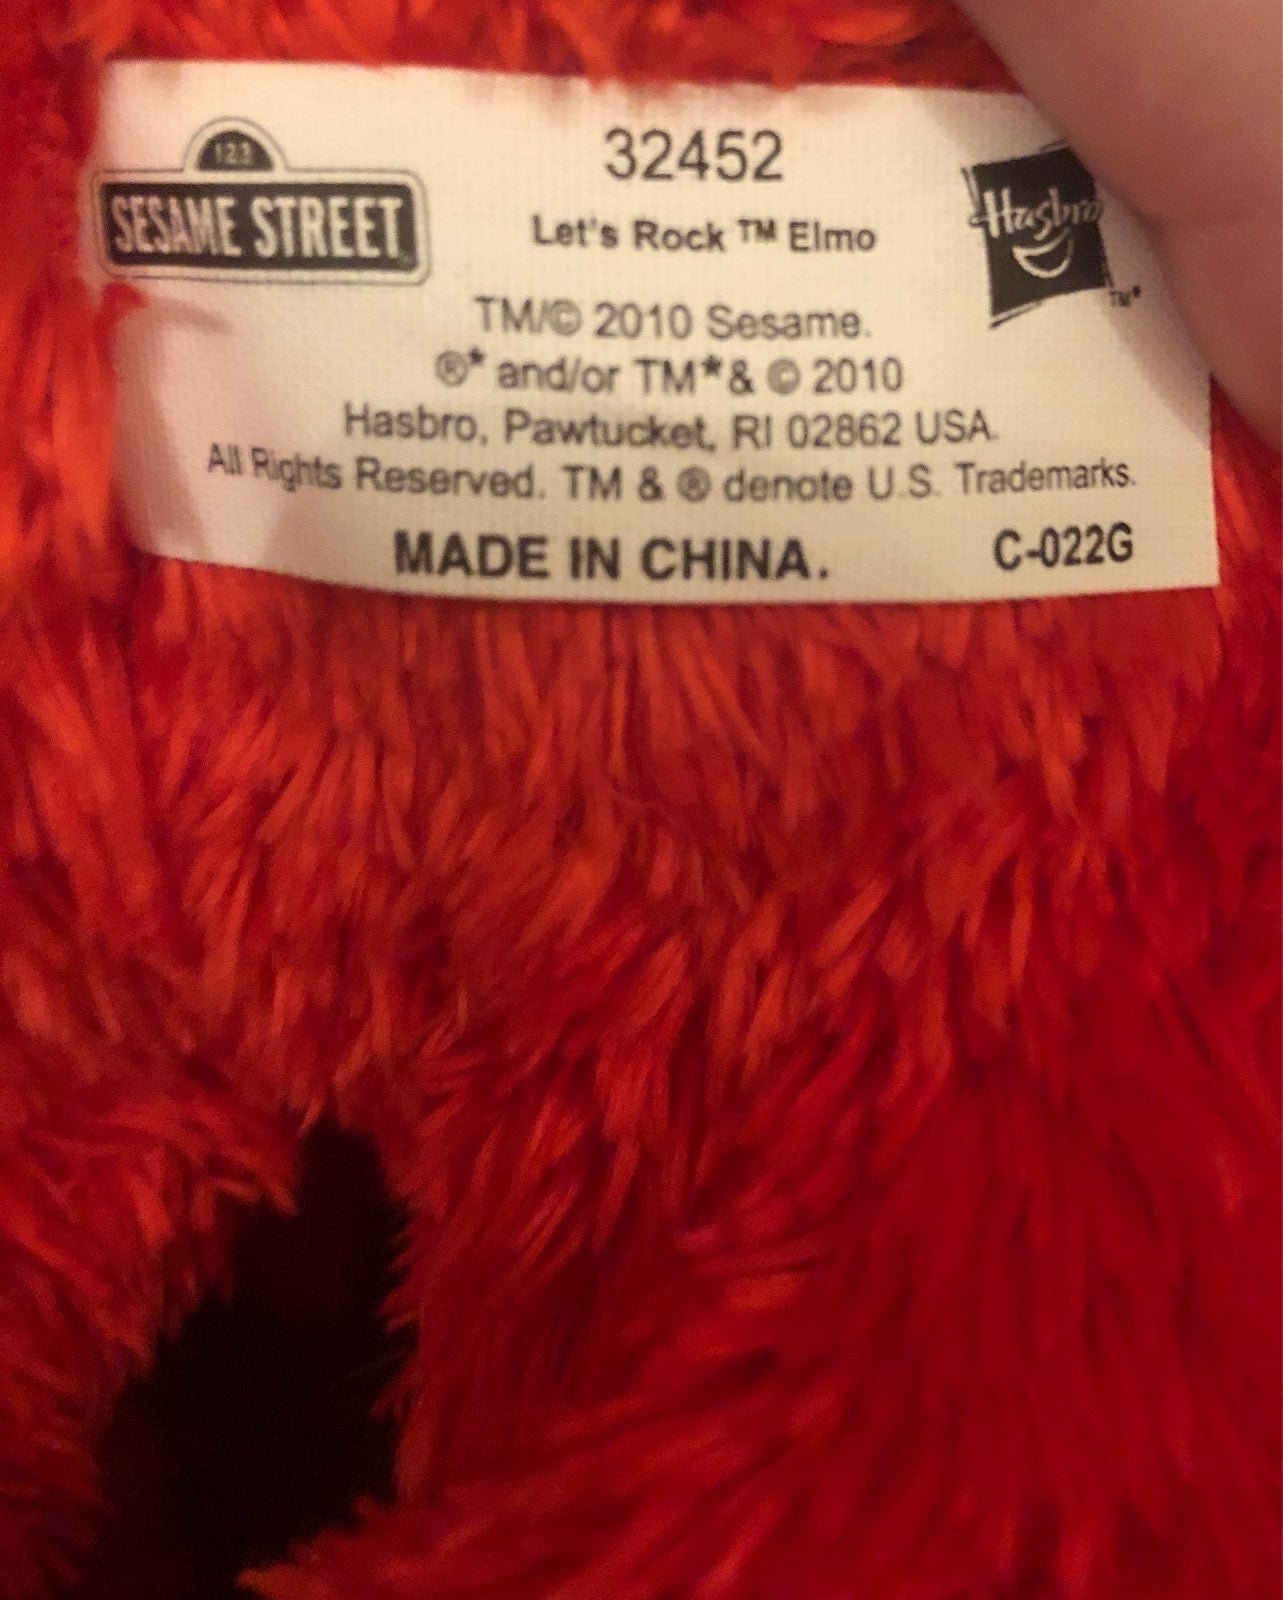 123
SESAME STREET
32452
Let's Rock ™ Elmo
Hasbro
TM*
TM/© 2010 Sesame.
®* and/or TM*& © 2010
Hasbro, Pawtucket, RI 02862 USA.
All Rights Reserved. TM & ® denote U.S. Trademarks.
MADE IN CHINA.
C-022G